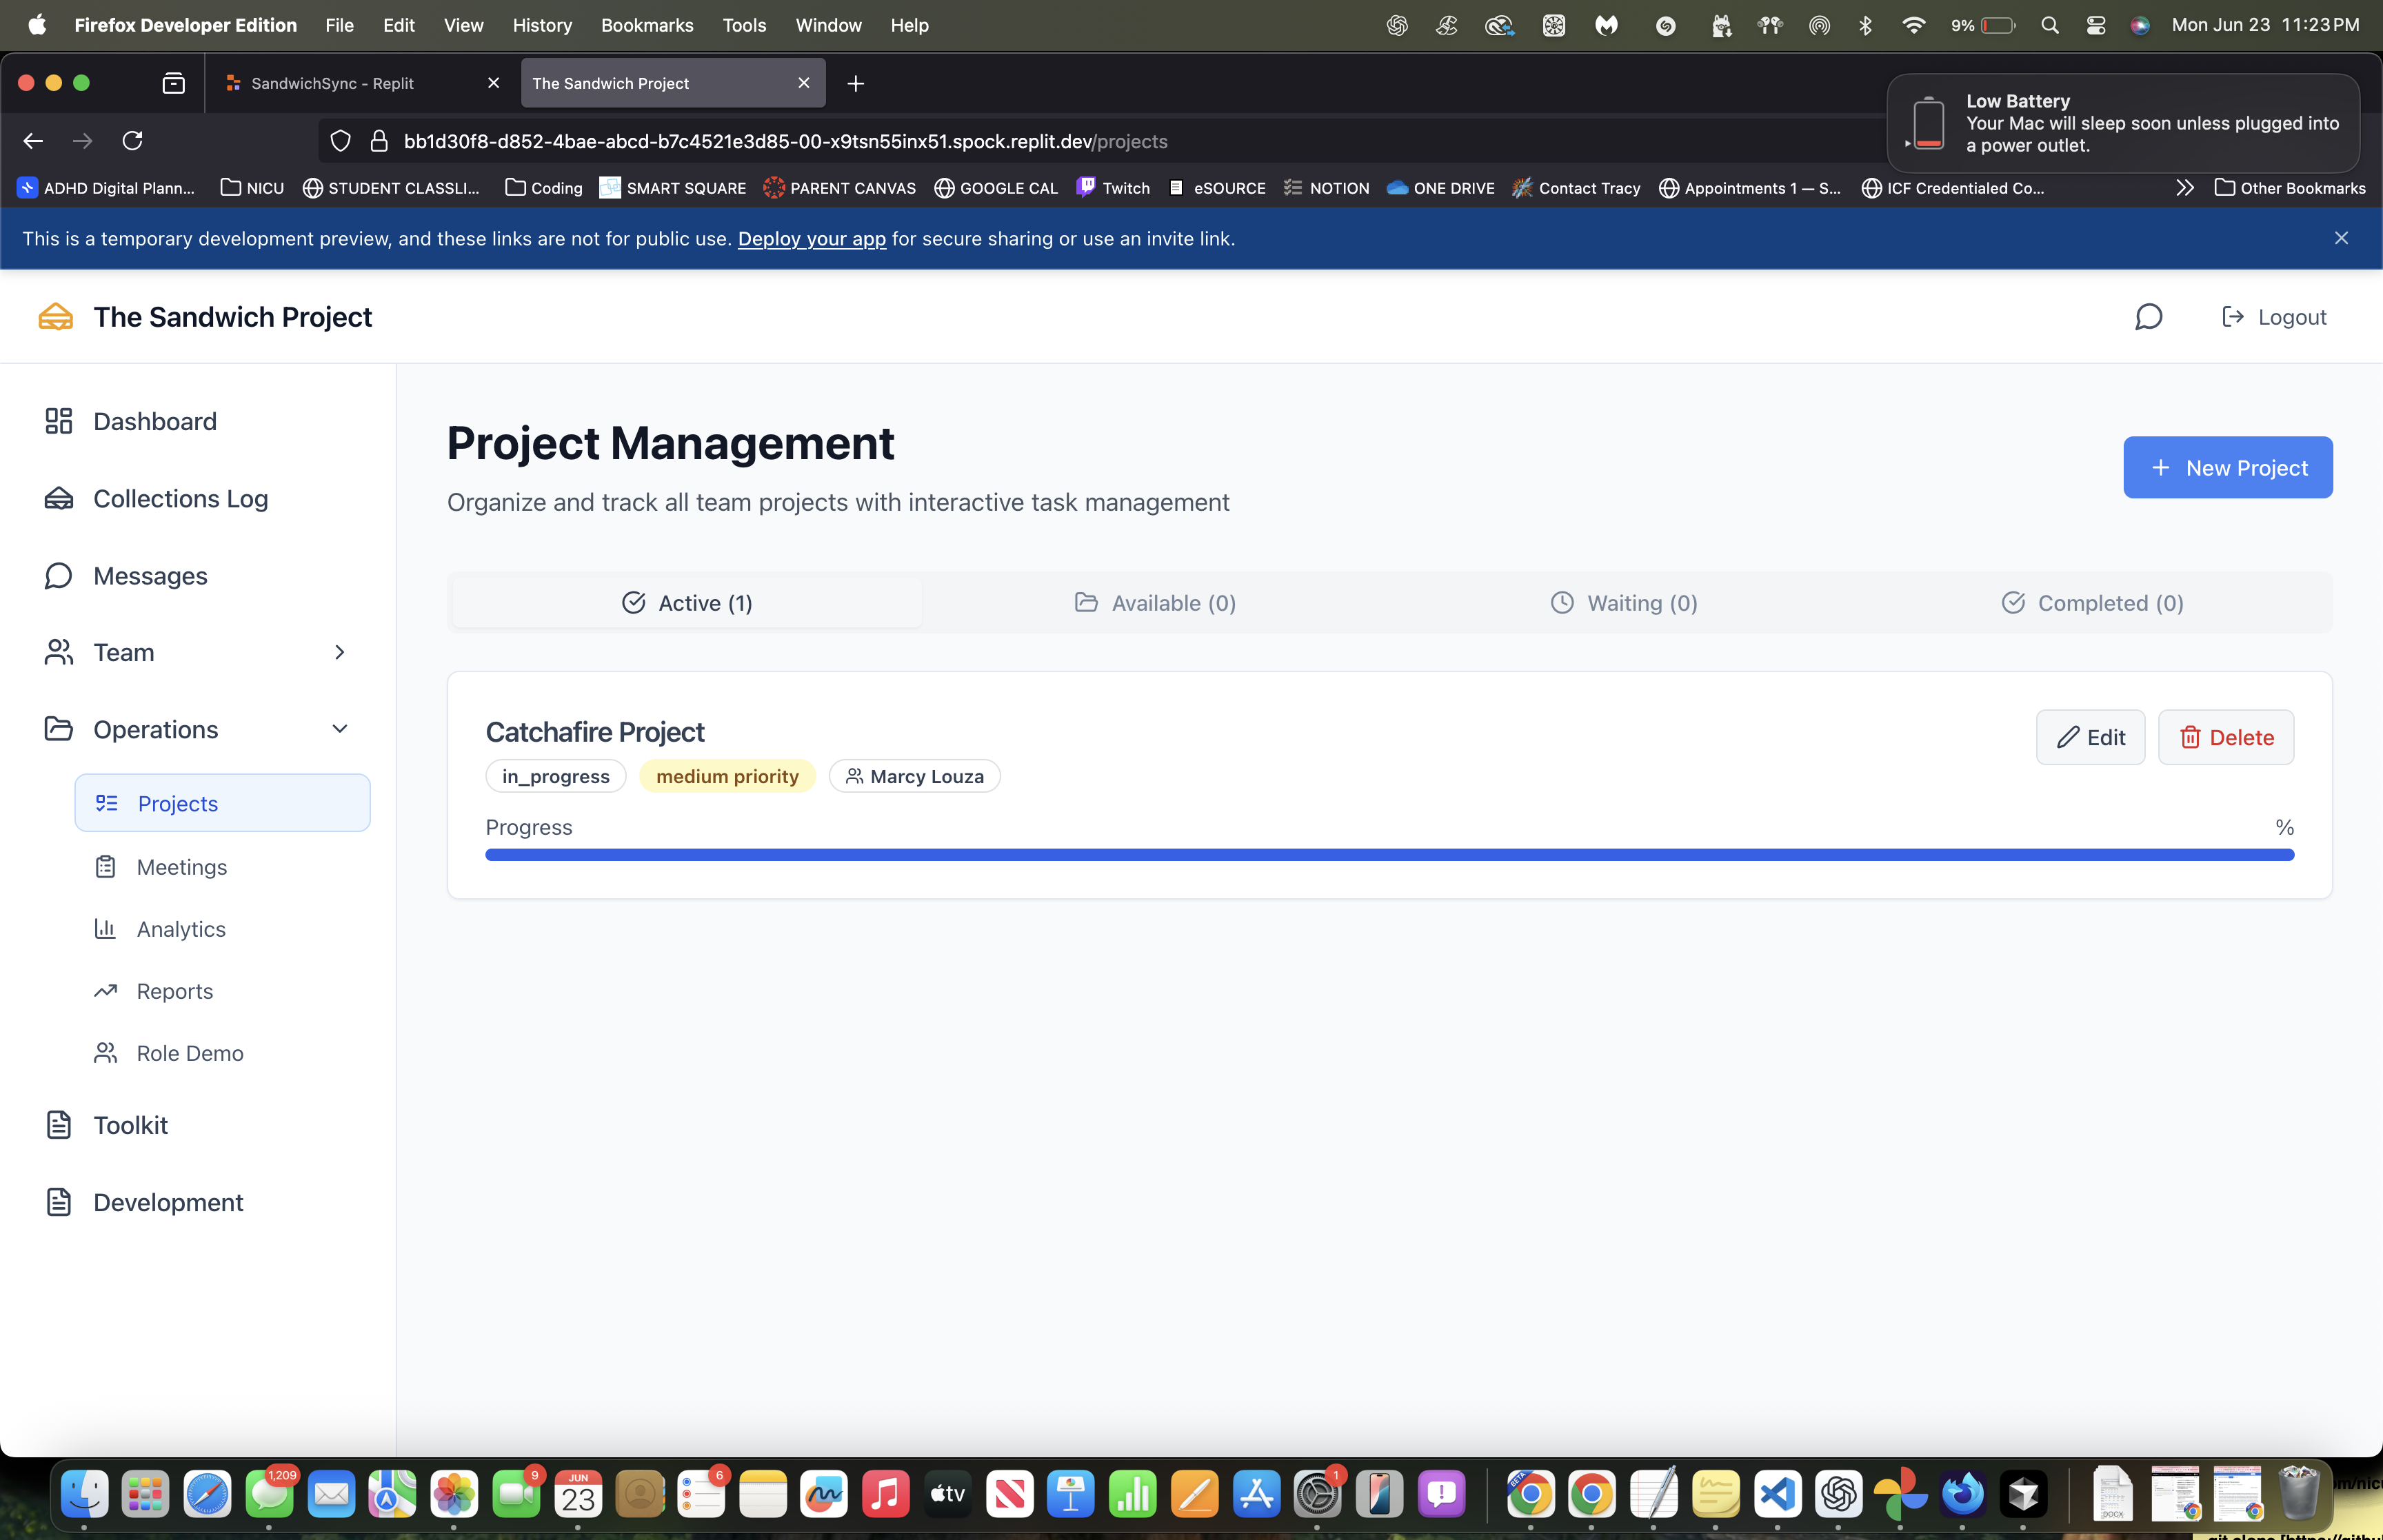 Firefox Developer Edition File Edit View History Bookmarks Tools Window Help 9% Mon Jun 23 11:23 PM
SandwichSync - Replit The Sandwich Project
Low Battery
Your Mac will sleep soon unless plugged into
a power outlet.
bb1d30f8-d852-4bae-abcd-b7c4521e3d85-00-x9tsn55inx51.spock.replit.dev/projects
ADHD Digital Plann... NICU STUDENT CLASSLI... Coding SMART SQUARE PARENT CANVAS GOOGLE CAL Twitch eSOURCE NOTION ONE DRIVE Contact Tracy Appointments 1 — S... ICF Credentialed Co... Other Bookmarks
This is a temporary development preview, and these links are not for public use. Deploy your app for secure sharing or use an invite link.
The Sandwich Project
Logout
Dashboard
Collections Log
Messages
Team
Operations
Projects
Meetings
Analytics
Reports
Role Demo
Toolkit
Development
Project Management
Organize and track all team projects with interactive task management
+ New Project
Active (1) Available (0) Waiting (0) Completed (0)
Catchafire Project
Edit Delete
in_progress medium priority Marcy Louza
Progress %
1,209 9 JUN 23 6 tv 1 BETA DOCX